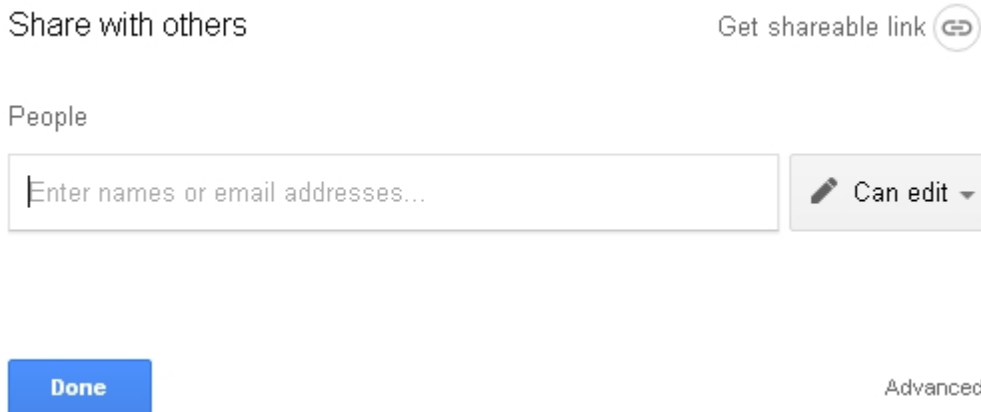 Share with others
Get shareable link
People
Enter names or email addresses...
Can edit
Done
Advanced